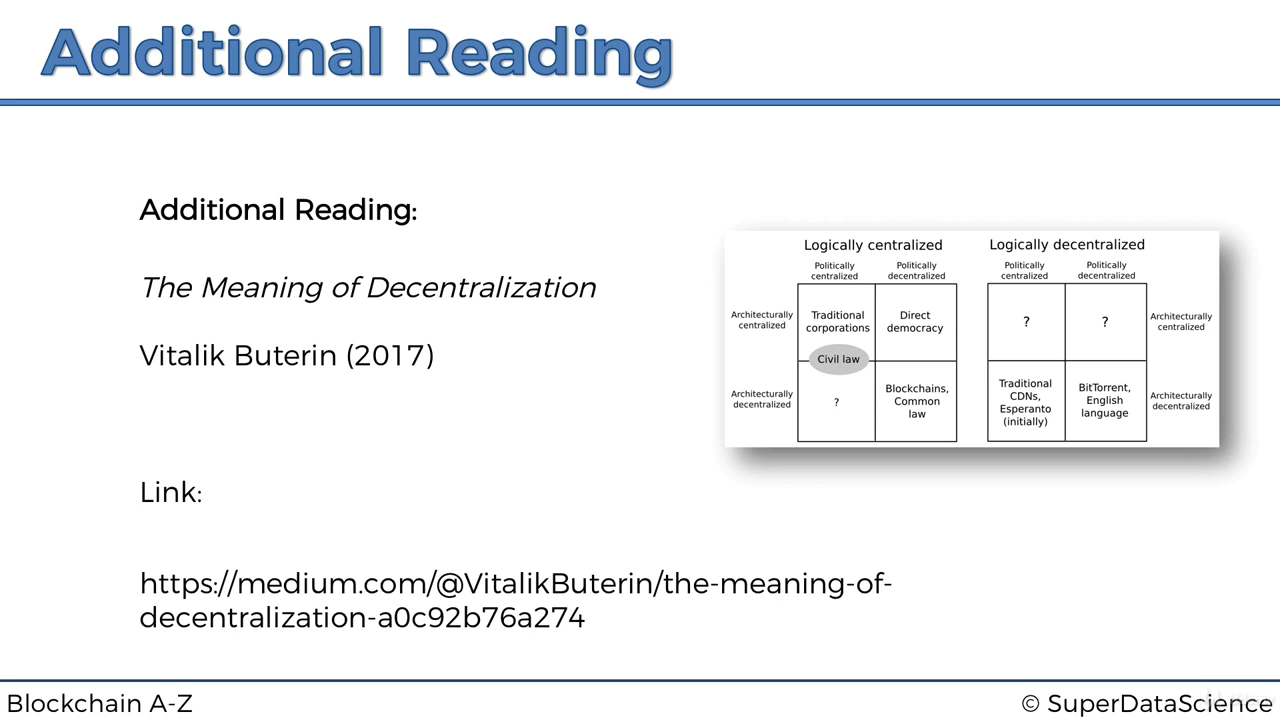 Additional Reading
Additional Reading:
The Meaning of Decentralization
Vitalik Buterin (2017)
Link:
https://medium.com/@VitalikButerin/the-meaning-of-
decentralization-a0c92b76a274
Logically centralized
Politically
centralized
Politically
decentralized
Architecturally
centralized
Traditional
corporations
Direct
democracy
Civil law
Architecturally
decentralized
?
Blockchains,
Common
law
Logically decentralized
Politically
centralized
Politically
decentralized
?
?
Architecturally
centralized
Traditional
CDNs,
Esperanto
(initially)
BitTorrent,
English
language
Architecturally
decentralized
Blockchain A-Z
© SuperDataScience